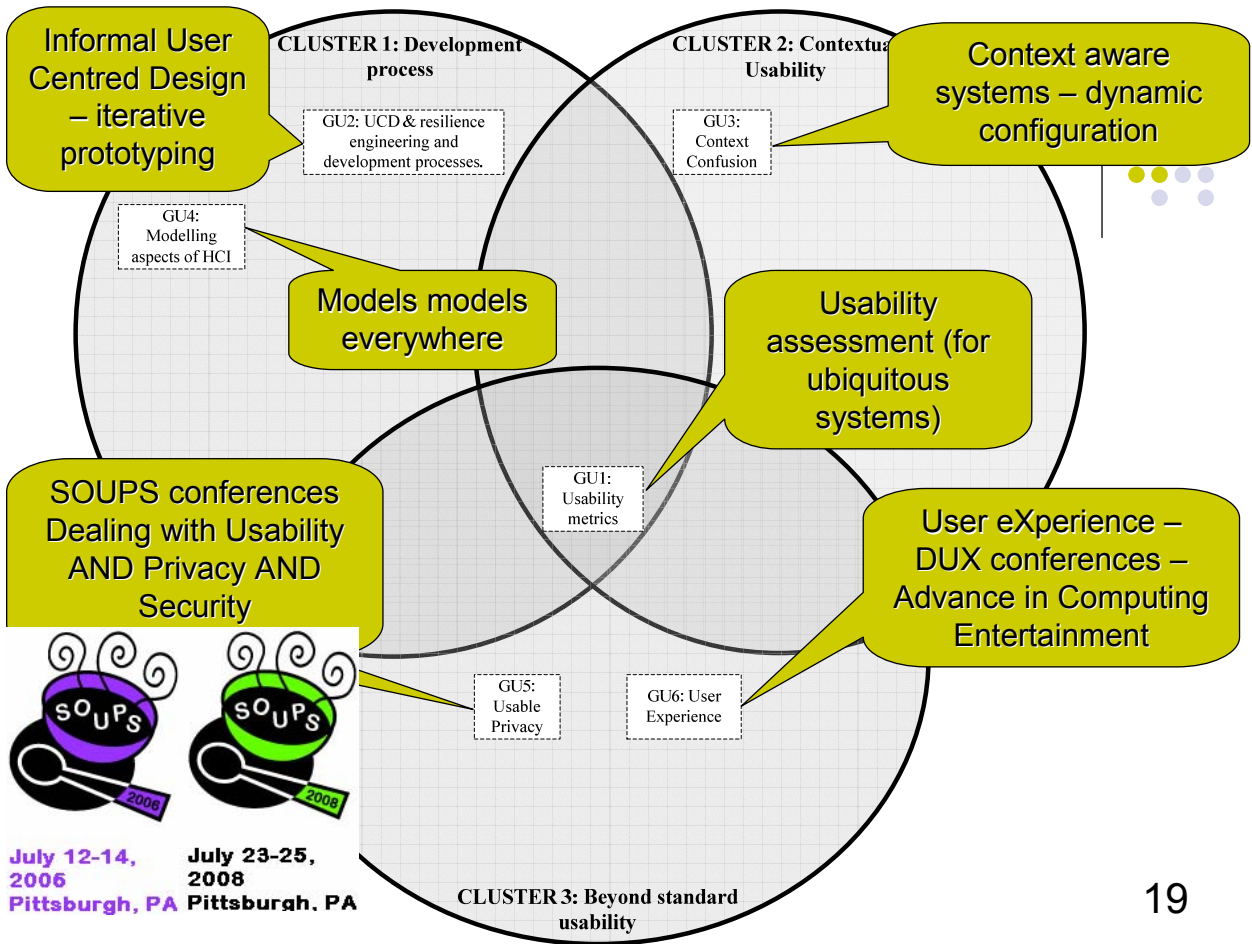 Informal User
Centred Design
– iterative
prototyping
CLUSTER 1: Development
process
GU2: UCD & resilience
engineering and
development processes.
GU4:
Modelling
aspects of HCI
Models models
everywhere
CLUSTER 2: Contextua
Usability
GU3:
Context
Confusion
Context aware
systems – dynamic
configuration
Usability
assessment (for
ubiquitous
systems)
GU1:
Usability
metrics
SOUPS conferences
Dealing with Usability
AND Privacy AND
Security
User eXperience –
DUX conferences –
Advance in Computing
Entertainment
GU5:
Usable
Privacy
GU6: User
Experience
SOUPS
2006
July 12-14,
2006
Pittsburgh, PA
SOUPS
2008
July 23-25,
2008
Pittsburgh, PA
CLUSTER 3: Beyond standard
usability
19